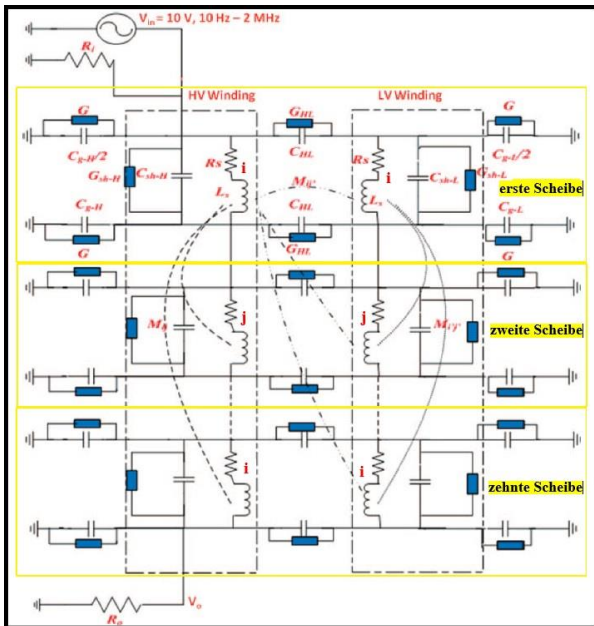 V_in = 10 V, 10 Hz – 2 MHz
R_i
HV Winding
LV Winding
G
G_HL
G
C_g-H/2
G_sh-H
C_sh-H
Rs
i
C_HL
M_ij'
Rs
i
C_sh-L
G_sh-L
C_g-L/2
erste Scheibe
L_s
L_s
C_g-H
C_HL
C_g-L
G
G_HL
G
j
j
M_ij
M_i'j'
zweite Scheibe
i
i
zehnte Scheibe
V_o
R_o